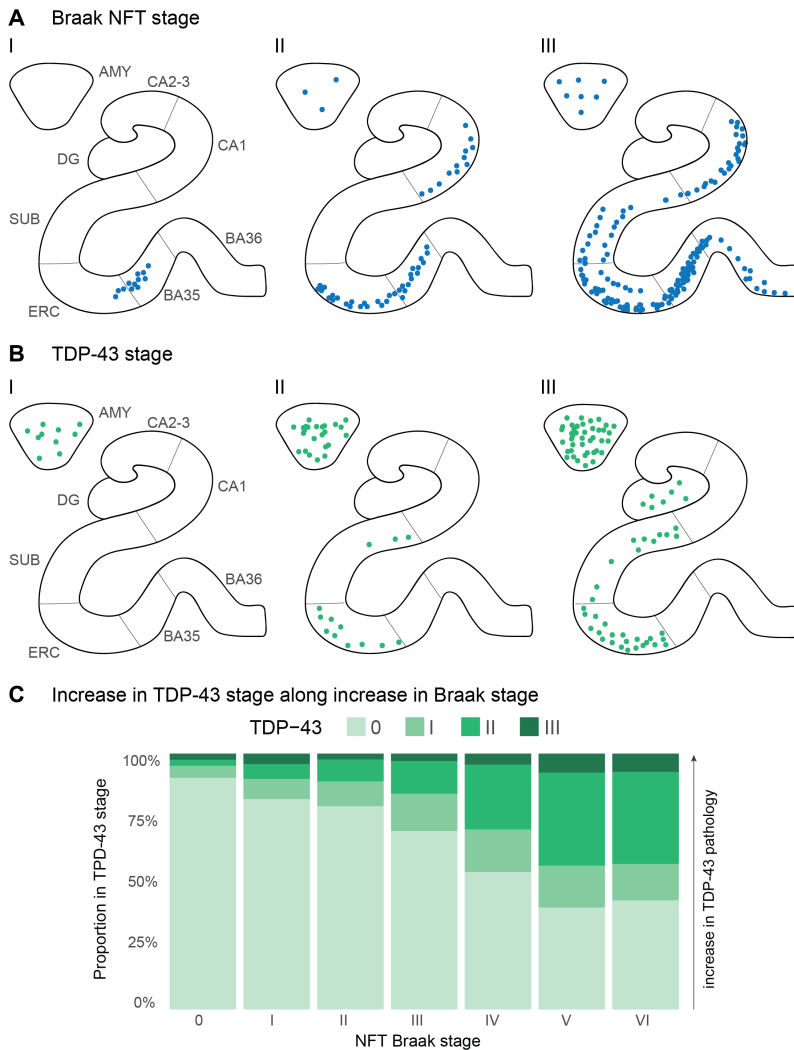 A Braak NFT stage
I II III
AMY
CA2-3
DG
CA1
SUB
BA36
ERC
BA35
B TDP-43 stage
I II III
AMY
CA2-3
DG
CA1
SUB
BA36
ERC
BA35
C Increase in TDP-43 stage along increase in Braak stage
TDP−43 0 I II III
Proportion in TPD-43 stage
100%
75%
50%
25%
0%
0 I II III IV V VI
NFT Braak stage
increase in TDP-43 pathology